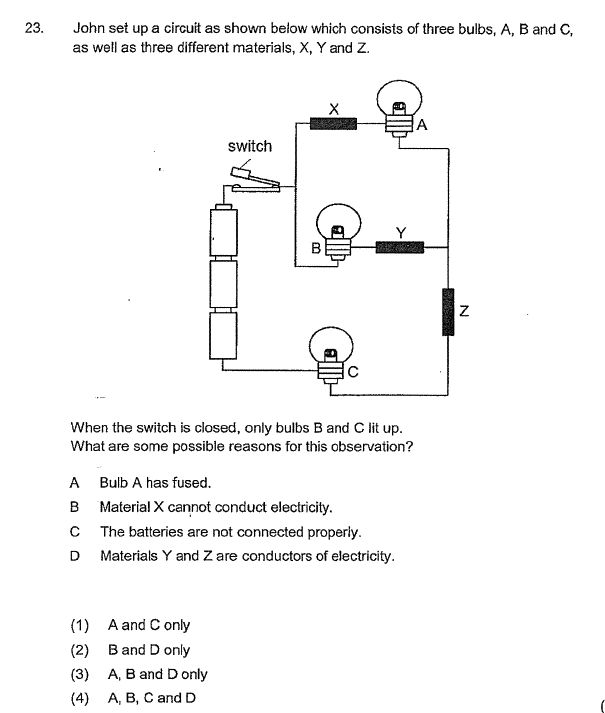 23. John set up a circuit as shown below which consists of three bulbs, A, B and C,
as well as three different materials, X, Y and Z.
X
A
switch
B
Y
Z
C
When the switch is closed, only bulbs B and C lit up.
What are some possible reasons for this observation?
A Bulb A has fused.
B Material X cannot conduct electricity.
C The batteries are not connected properly.
D Materials Y and Z are conductors of electricity.
(1) A and C only
(2) B and D only
(3) A, B and D only
(4) A, B, C and D
(